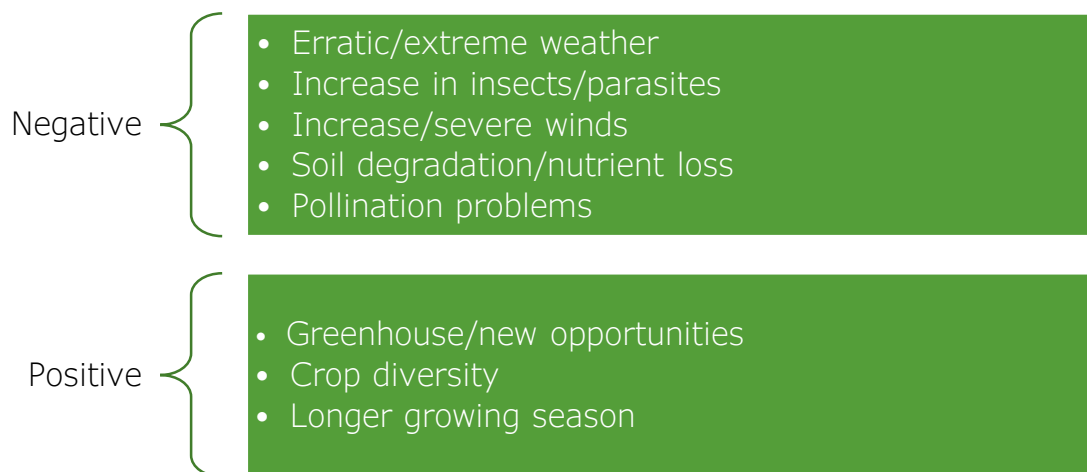 Negative
• Erratic/extreme weather
• Increase in insects/parasites
• Increase/severe winds
• Soil degradation/nutrient loss
• Pollination problems
Positive
• Greenhouse/new opportunities
• Crop diversity
• Longer growing season